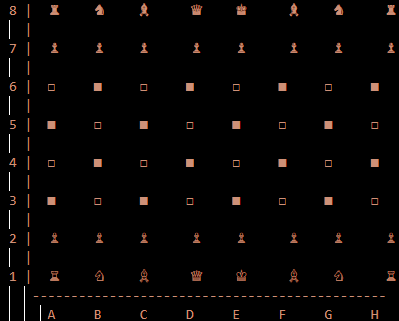 8 | ♜ ♞ ♝ ♛ ♚ ♝ ♞ ♜
|
7 | ♝ ♝ ♝ ♝ ♝ ♝ ♝ ♝
|
6 | □ ■ □ ■ □ ■ □ ■
|
5 | ■ □ ■ □ ■ □ ■ □
|
4 | □ ■ □ ■ □ ■ □ ■
|
3 | ■ □ ■ □ ■ □ ■ □
|
2 | ♗ ♗ ♗ ♗ ♗ ♗ ♗ ♗
|
1 | ♖ ♘ ♗ ♕ ♔ ♗ ♘ ♖
-----------------------------------------------
A B C D E F G H